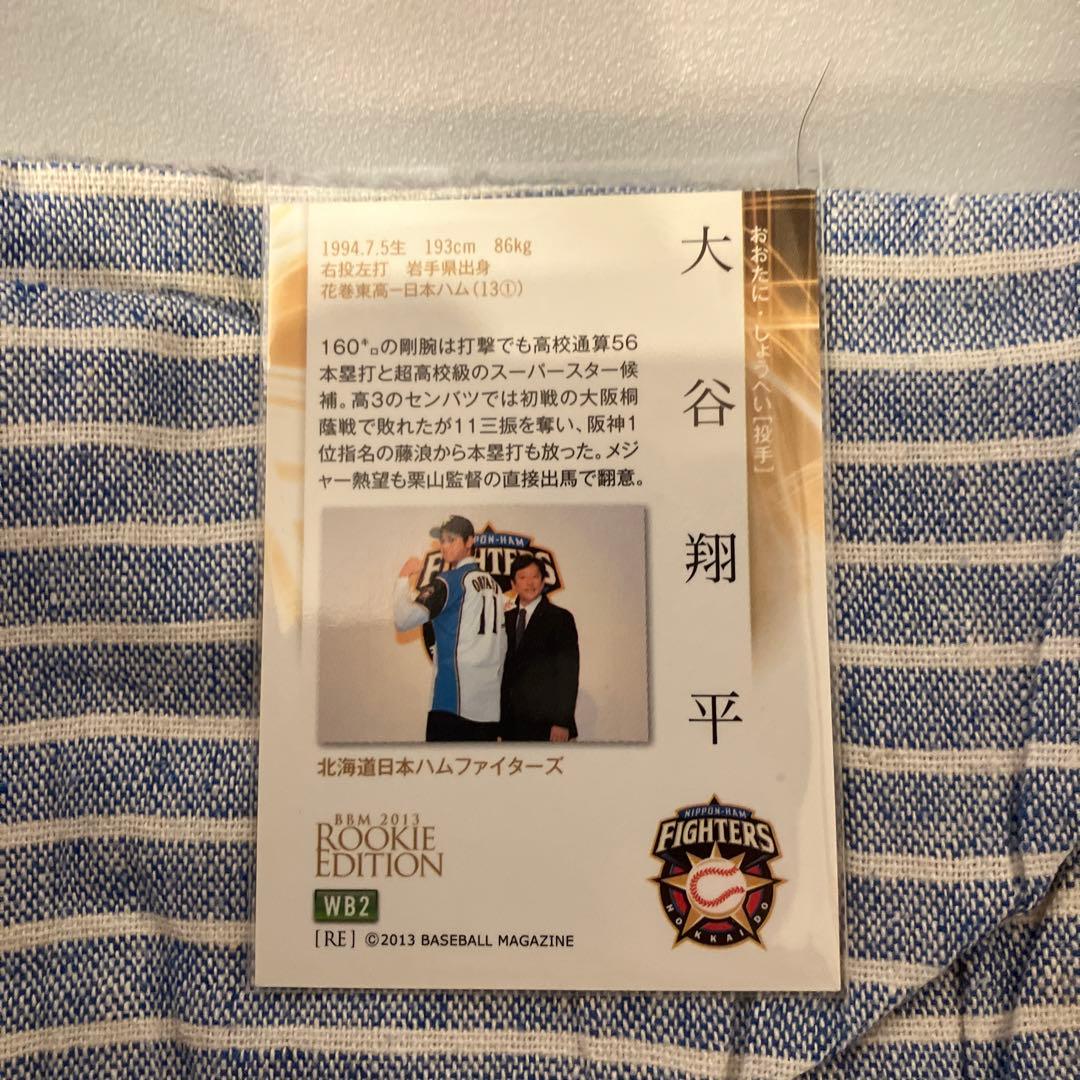 大谷翔平
おおたに・しょうへい[投手]
1994.7.5生 193cm 86kg
右投左打 岩手県出身
花巻東高−日本ハム(13①)
160㌔の剛腕は打撃でも高校通算56
本塁打と超高校級のスーパースター候
補。高3のセンバツでは初戦の大阪桐
蔭戦で敗れたが11三振を奪い、阪神1
位指名の藤浪から本塁打も放った。メジ
ャー熱望も栗山監督の直接出馬で翻意。
FIGHTERS
11
北海道日本ハムファイターズ
BBM 2013
ROOKIE
EDITION
WB2
[RE] ©2013 BASEBALL MAGAZINE
NIPPON-HAM
FIGHTERS
HOKKAIDO